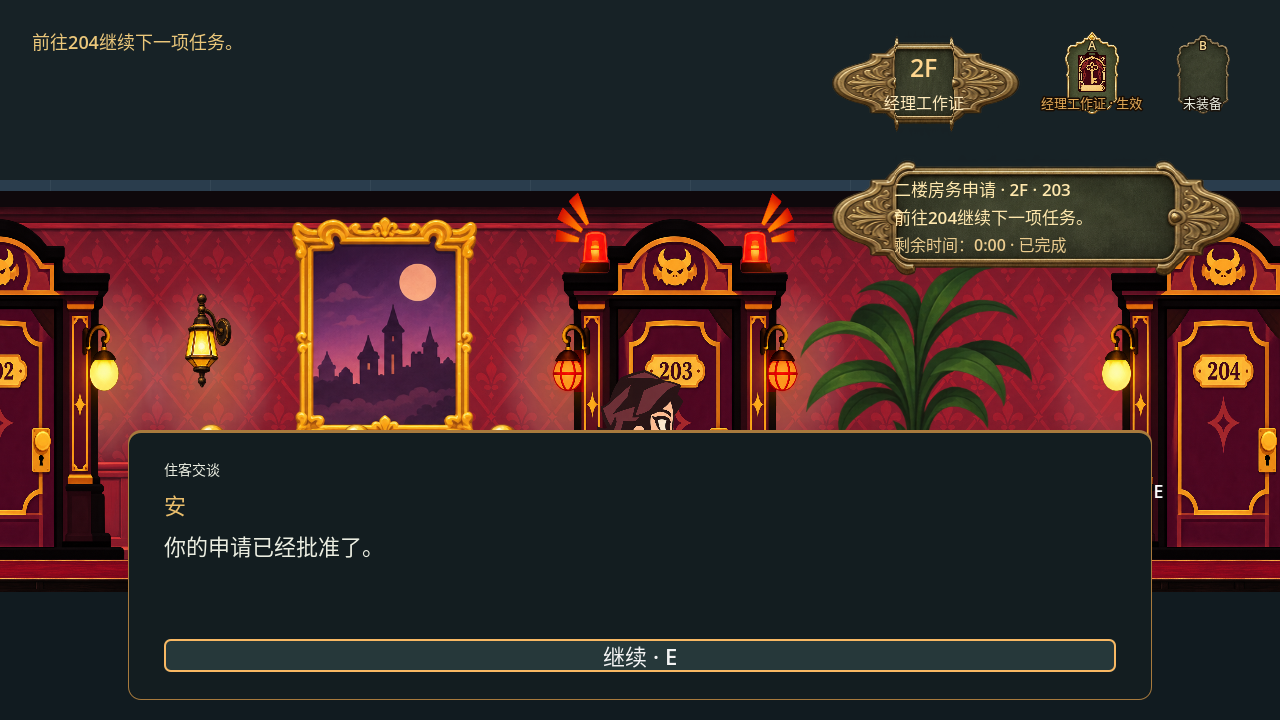 前往204继续下一项任务。
2F
经理工作证
A
经理工作证·生效
B
未装备
二楼房务申请 · 2F · 203
前往204继续下一项任务。
剩余时间：0:00 · 已完成
02
203
204
E
住客交谈
安
你的申请已经批准了。
继续 · E